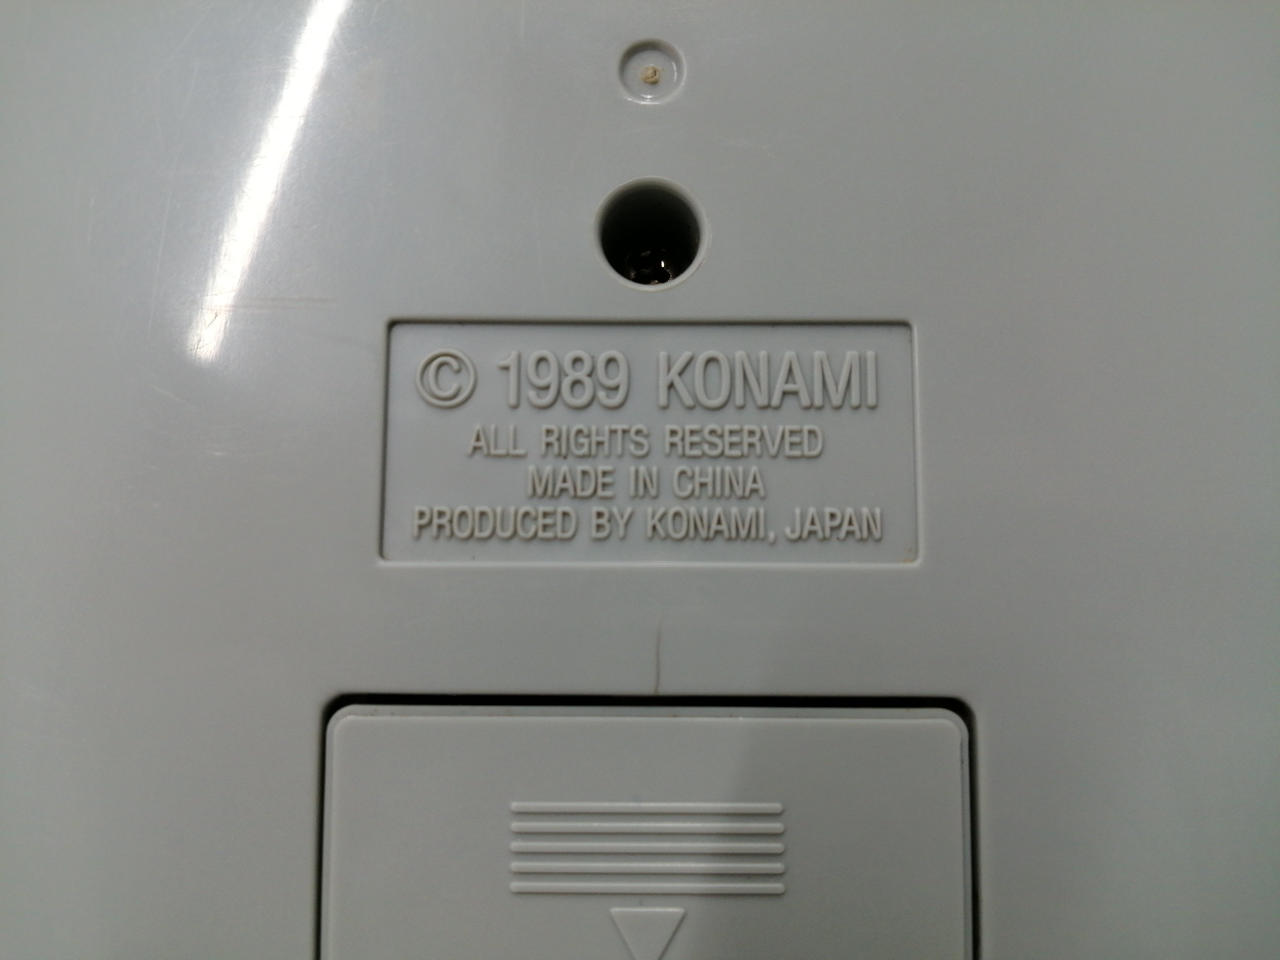 © 1989 KONAMI
ALL RIGHTS RESERVED
MADE IN CHINA
PRODUCED BY KONAMI, JAPAN